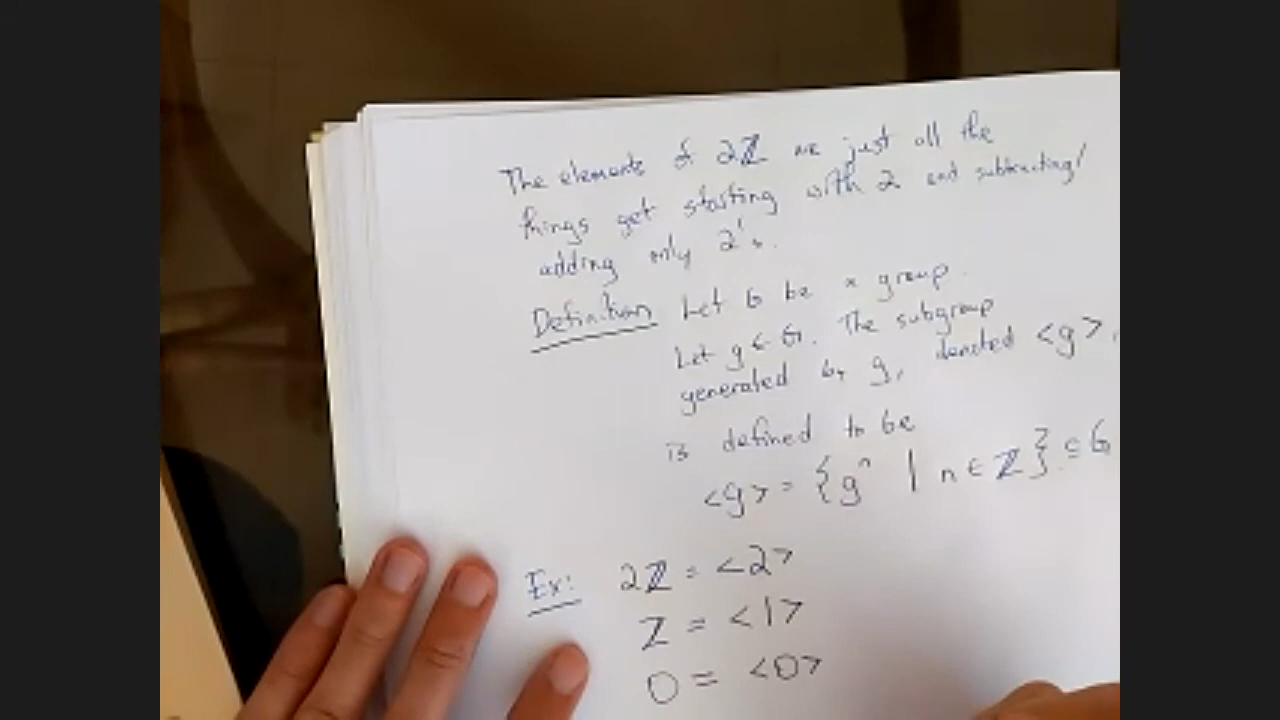 The elements of 2ℤ are just all the
things get starting with 2 and subtracting/
adding only 2's.
Definition Let G be a group.
Let g ∈ G. The subgroup
generated by g, denoted <g>,
is defined to be
<g> = {gⁿ | n ∈ ℤ} ⊆ G
Ex: 2ℤ = <2>
ℤ = <1>
0 = <0>